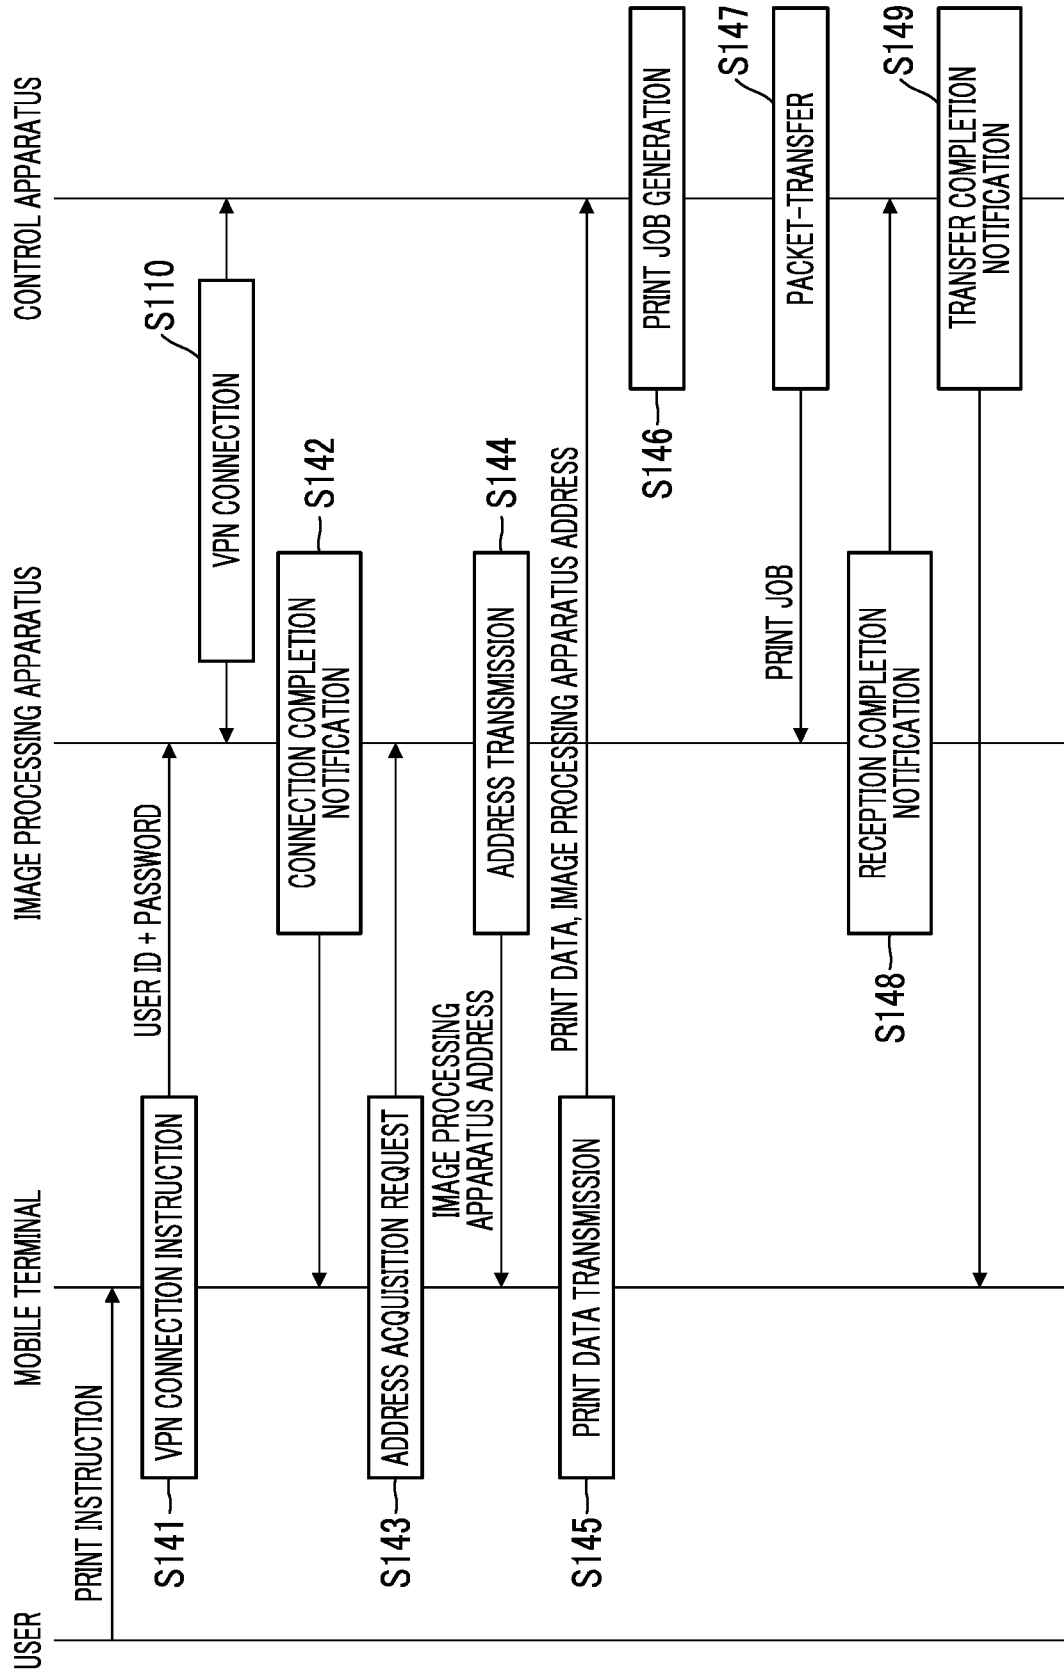 USER
MOBILE TERMINAL
IMAGE PROCESSING APPARATUS
CONTROL APPARATUS
PRINT INSTRUCTION
S141
VPN CONNECTION INSTRUCTION
USER ID + PASSWORD
VPN CONNECTION
S110
CONNECTION COMPLETION
NOTIFICATION
S142
S143
ADDRESS ACQUISITION REQUEST
IMAGE PROCESSING
APPARATUS ADDRESS
ADDRESS TRANSMISSION
S144
S145
PRINT DATA TRANSMISSION
PRINT DATA, IMAGE PROCESSING APPARATUS ADDRESS
S146
PRINT JOB GENERATION
PRINT JOB
PACKET-TRANSFER
S147
S148
RECEPTION COMPLETION
NOTIFICATION
TRANSFER COMPLETION
NOTIFICATION
S149